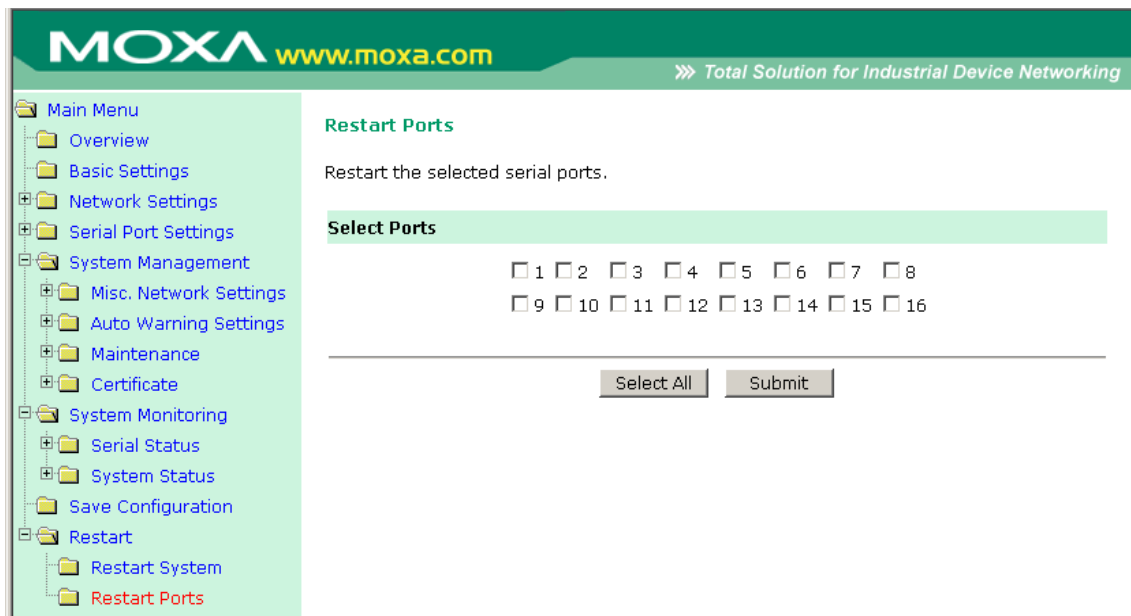 MOXA www.moxa.com
Total Solution for Industrial Device Networking
Main Menu
Overview
Basic Settings
Network Settings
Serial Port Settings
System Management
Misc. Network Settings
Auto Warning Settings
Maintenance
Certificate
System Monitoring
Serial Status
System Status
Save Configuration
Restart
Restart System
Restart Ports
Restart Ports
Restart the selected serial ports.
Select Ports
1 2 3 4 5 6 7 8
9 10 11 12 13 14 15 16
Select All Submit